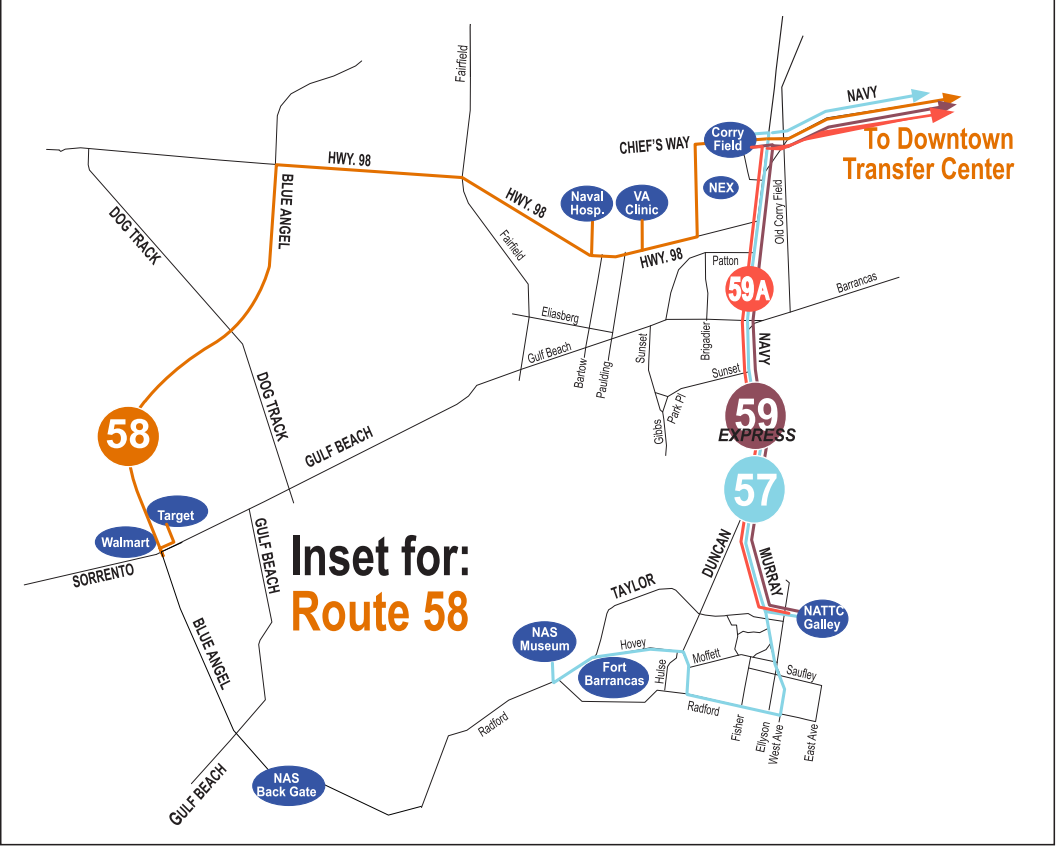 Fairfield
NAVY
To Downtown
Transfer Center
Corry
Field
CHIEF'S WAY
HWY. 98
NEX
BLUE ANGEL
HWY. 98
Naval
Hosp.
VA
Clinic
Old Corry Field
DOG TRACK
Fairfield
HWY. 98
Patton
59A
Barrancas
Eliasberg
Gulf Beach
Sunset
Brigadier
NAVY
Bartow
Paulding
Sunset
DOG TRACK
Park Pl
Gibbs
59
EXPRESS
58
GULF BEACH
57
Target
Walmart
SORRENTO
GULF BEACH
Inset for:
Route 58
DUNCAN
MURRAY
TAYLOR
NATTC
Galley
BLUE ANGEL
NAS
Museum
Hovey
Fort
Barrancas
Hulse
Moffett
Saufley
Radford
Radford
Fisher
Ellyson
West Ave
East Ave
NAS
Back Gate
GULF BEACH